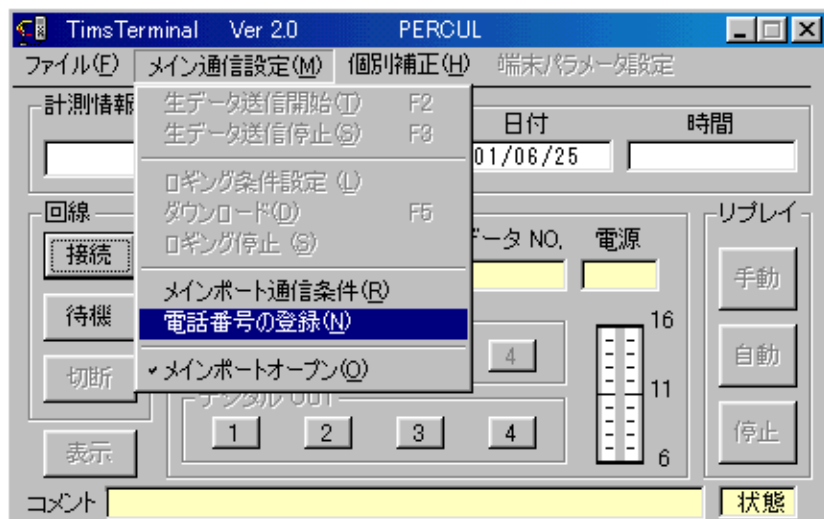 TimsTerminal Ver 2.0 PERCUL
ファイル(F) メイン通信設定(M) 個別補正(H) 端末パラメータ設定
計測情報
生データ送信開始(T) F2
生データ送信停止(S) F3
ロギング条件設定 (L)
ダウンロード(D) F5
ロギング停止 (S)
メインポート通信条件(R)
電話番号の登録(N)
メインポートオープン(O)
日付 時間
01/06/25
回線
接続
待機
切断
表示
ータ NO. 電源
4
デジタル OUT
1 2 3 4
16
11
6
リプレイ
手動
自動
停止
コメント 状態